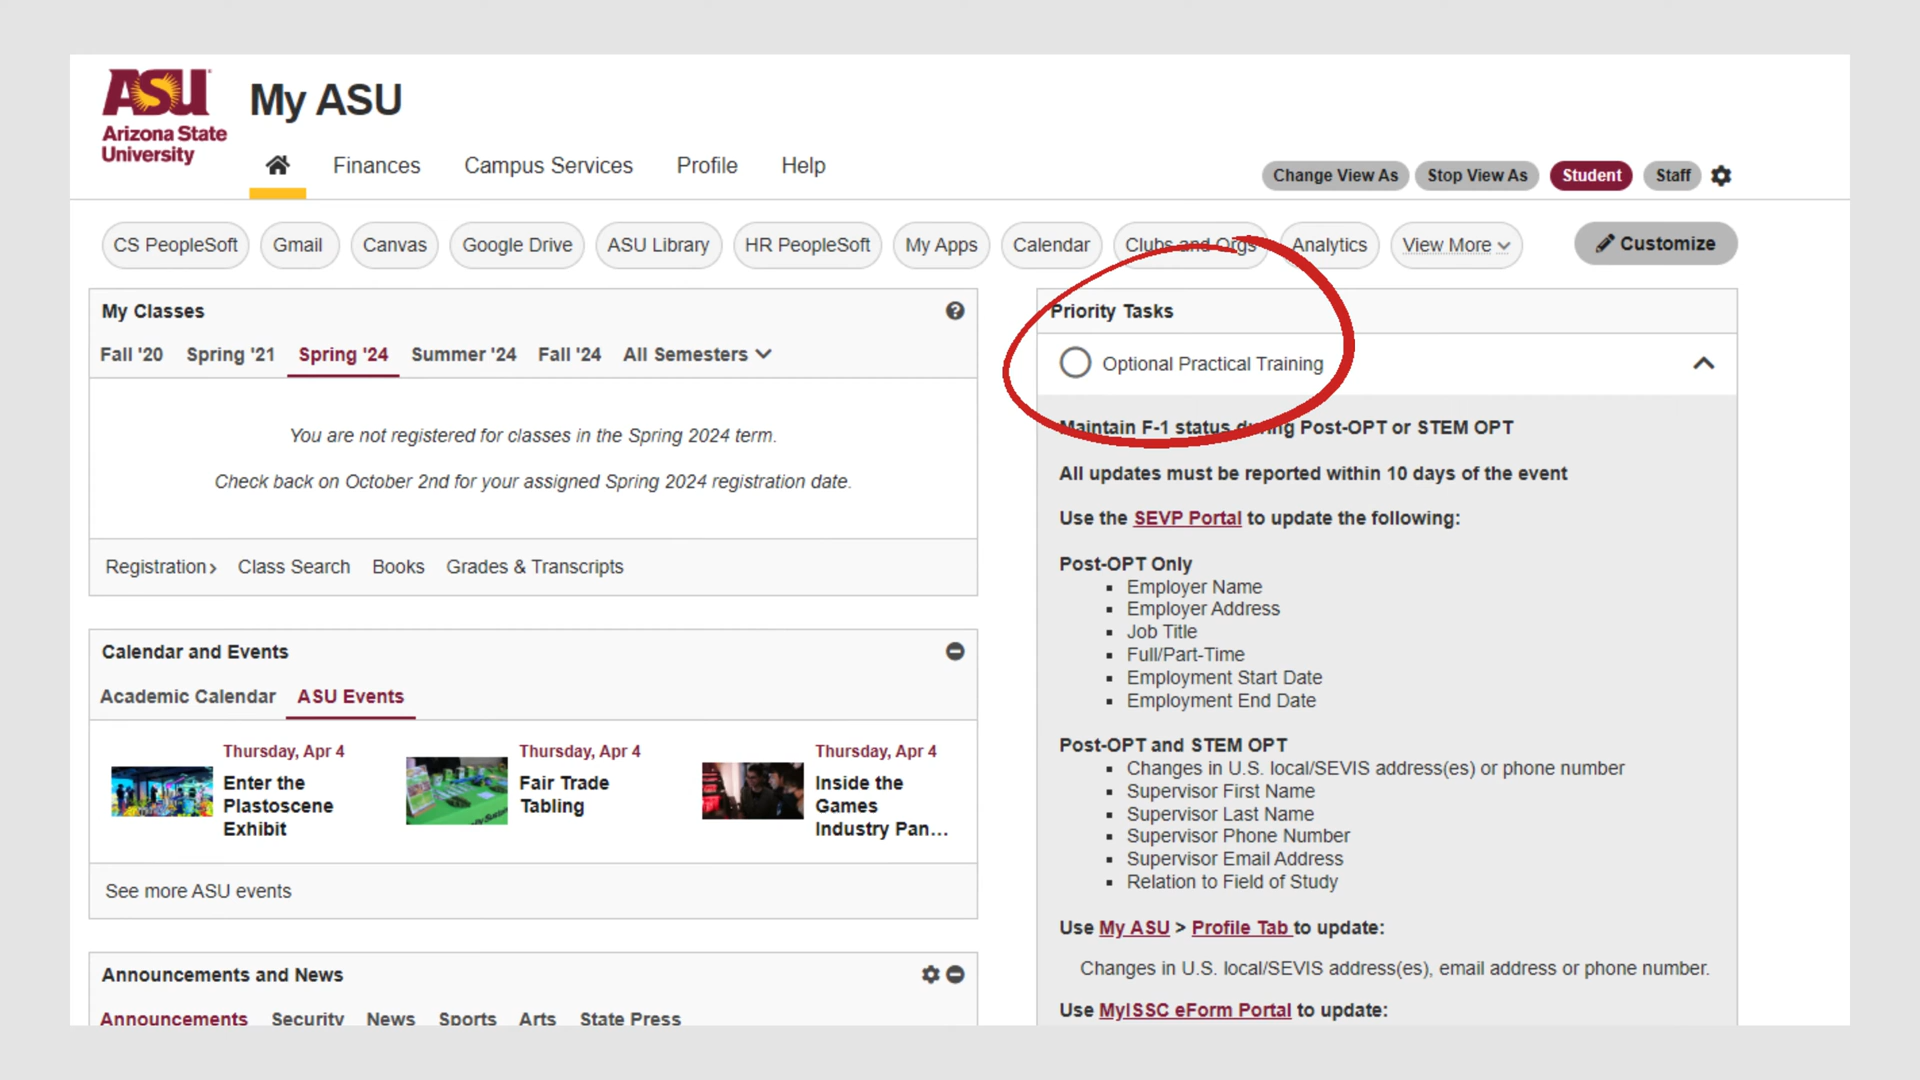 ASU
Arizona State
University
My ASU
Finances Campus Services Profile Help
Change View As Stop View As Student Staff
CS PeopleSoft Gmail Canvas Google Drive ASU Library HR PeopleSoft My Apps Calendar Clubs and Orgs Analytics View More Customize
My Classes
Fall '20 Spring '21 Spring '24 Summer '24 Fall '24 All Semesters
You are not registered for classes in the Spring 2024 term.
Check back on October 2nd for your assigned Spring 2024 registration date.
Registration> Class Search Books Grades & Transcripts
Calendar and Events
Academic Calendar ASU Events
Thursday, Apr 4
Enter the
Plastoscene
Exhibit
Thursday, Apr 4
Fair Trade
Tabling
Thursday, Apr 4
Inside the
Games
Industry Pan...
See more ASU events
Announcements and News
Announcements Security News Sports Arts State Press
Priority Tasks
Optional Practical Training
Maintain F-1 status during Post-OPT or STEM OPT
All updates must be reported within 10 days of the event
Use the SEVP Portal to update the following:
Post-OPT Only
▪ Employer Name
▪ Employer Address
▪ Job Title
▪ Full/Part-Time
▪ Employment Start Date
▪ Employment End Date
Post-OPT and STEM OPT
▪ Changes in U.S. local/SEVIS address(es) or phone number
▪ Supervisor First Name
▪ Supervisor Last Name
▪ Supervisor Phone Number
▪ Supervisor Email Address
▪ Relation to Field of Study
Use My ASU > Profile Tab to update:
Changes in U.S. local/SEVIS address(es), email address or phone number.
Use MyISSC eForm Portal to update: